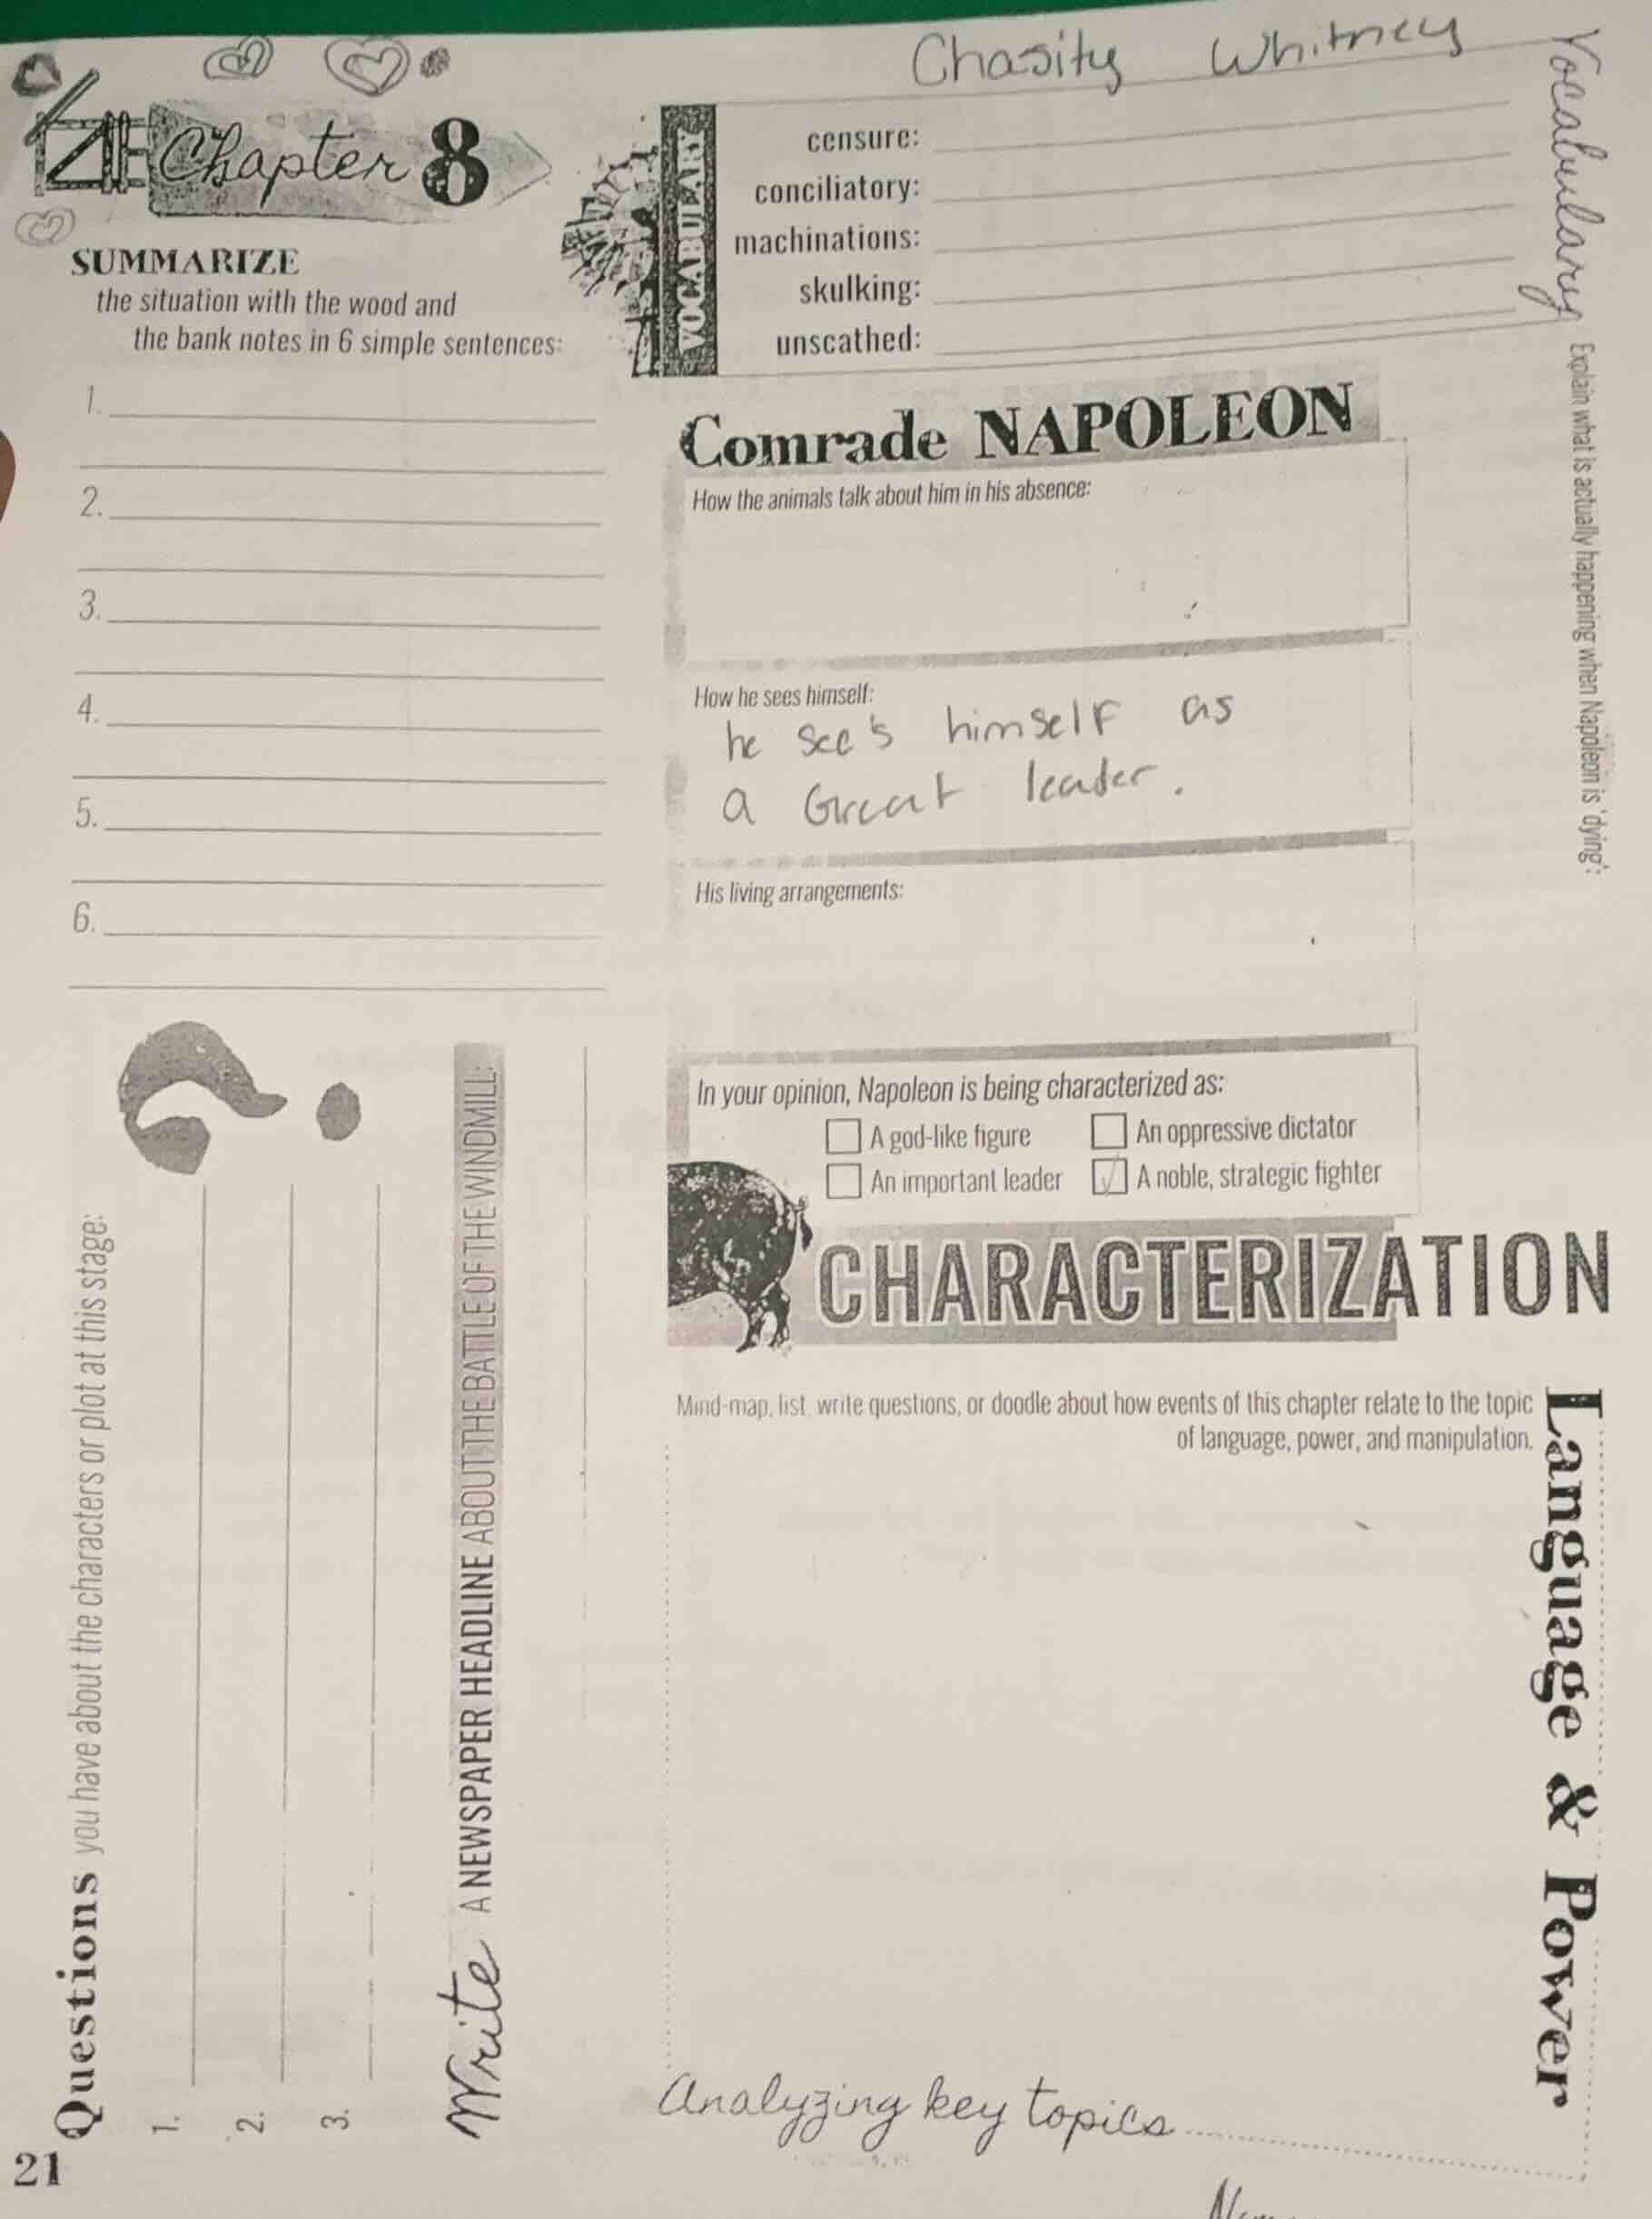 Chasity Whitney
Chapter 8
SUMMARIZE
the situation with the wood and
the bank notes in 6 simple sentences:
1.
2.
3.
4.
5.
6.
VOCABULARY
censure:
conciliatory:
machinations:
skulking:
unscathed:
Vocabulary
Explain what is actually happening when Napoleon is 'dying':
Comrade NAPOLEON
How the animals talk about him in his absence:
How he sees himself:
he see's himself as
a Great leader.
His living arrangements:
In your opinion, Napoleon is being characterized as:
A god-like figure
An oppressive dictator
An important leader
A noble, strategic fighter
CHARACTERIZATION
Questions you have about the characters or plot at this stage:
1.
2.
3.
Write A NEWSPAPER HEADLINE ABOUT THE BATTLE OF THE WINDMILL:
Mind-map, list, write questions, or doodle about how events of this chapter relate to the topic
of language, power, and manipulation.
Language & Power
Analyzing key topics
21